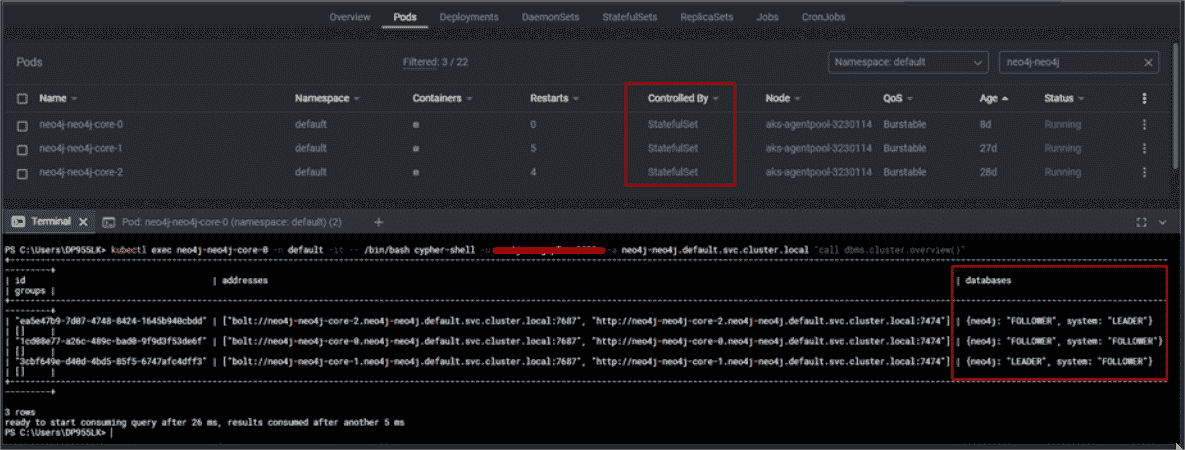 Overview Pods Deployments DaemonSets StatefulSets ReplicaSets Jobs CronJobs
Pods Filtered: 3 / 22 Namespace: default neo4j-neo4j
Name Namespace Containers Restarts Controlled By Node QoS Age Status
neo4j-neo4j-core-0 default 0 StatefulSet aks-agentpool-3230114 Burstable 8d Running
neo4j-neo4j-core-1 default 5 StatefulSet aks-agentpool-3230114 Burstable 27d Running
neo4j-neo4j-core-2 default 4 StatefulSet aks-agentpool-3230114 Burstable 28d Running
Terminal Pod: neo4j-neo4j-core-0 (namespace: default) (2) +
PS C:\Users\DP955LK> kubectl exec neo4j-neo4j-core-0 -n default -it -- /bin/bash cypher-shell -u -a neo4j-neo4j.default.svc.cluster.local "call dbms.cluster.overview()"
| id | addresses | databases
| groups |
| "ea5e47b9-7d07-4748-8424-1645b940cbdd" | ["bolt://neo4j-neo4j-core-2.neo4j-neo4j.default.svc.cluster.local:7687", "http://neo4j-neo4j-core-2.neo4j-neo4j.default.svc.cluster.local:7474"] | {neo4j: "FOLLOWER", system: "LEADER"}
| [] |
| "1cd08e77-a26c-489c-bad0-9f9d3f53de6f" | ["bolt://neo4j-neo4j-core-0.neo4j-neo4j.default.svc.cluster.local:7687", "http://neo4j-neo4j-core-0.neo4j-neo4j.default.svc.cluster.local:7474"] | {neo4j: "FOLLOWER", system: "FOLLOWER"}
| [] |
| "3cbf649e-d40d-4bd5-85f5-6747afc4dff3" | ["bolt://neo4j-neo4j-core-1.neo4j-neo4j.default.svc.cluster.local:7687", "http://neo4j-neo4j-core-1.neo4j-neo4j.default.svc.cluster.local:7474"] | {neo4j: "LEADER", system: "FOLLOWER"}
| [] |
3 rows
ready to start consuming query after 26 ms, results consumed after another 5 ms
PS C:\Users\DP955LK>